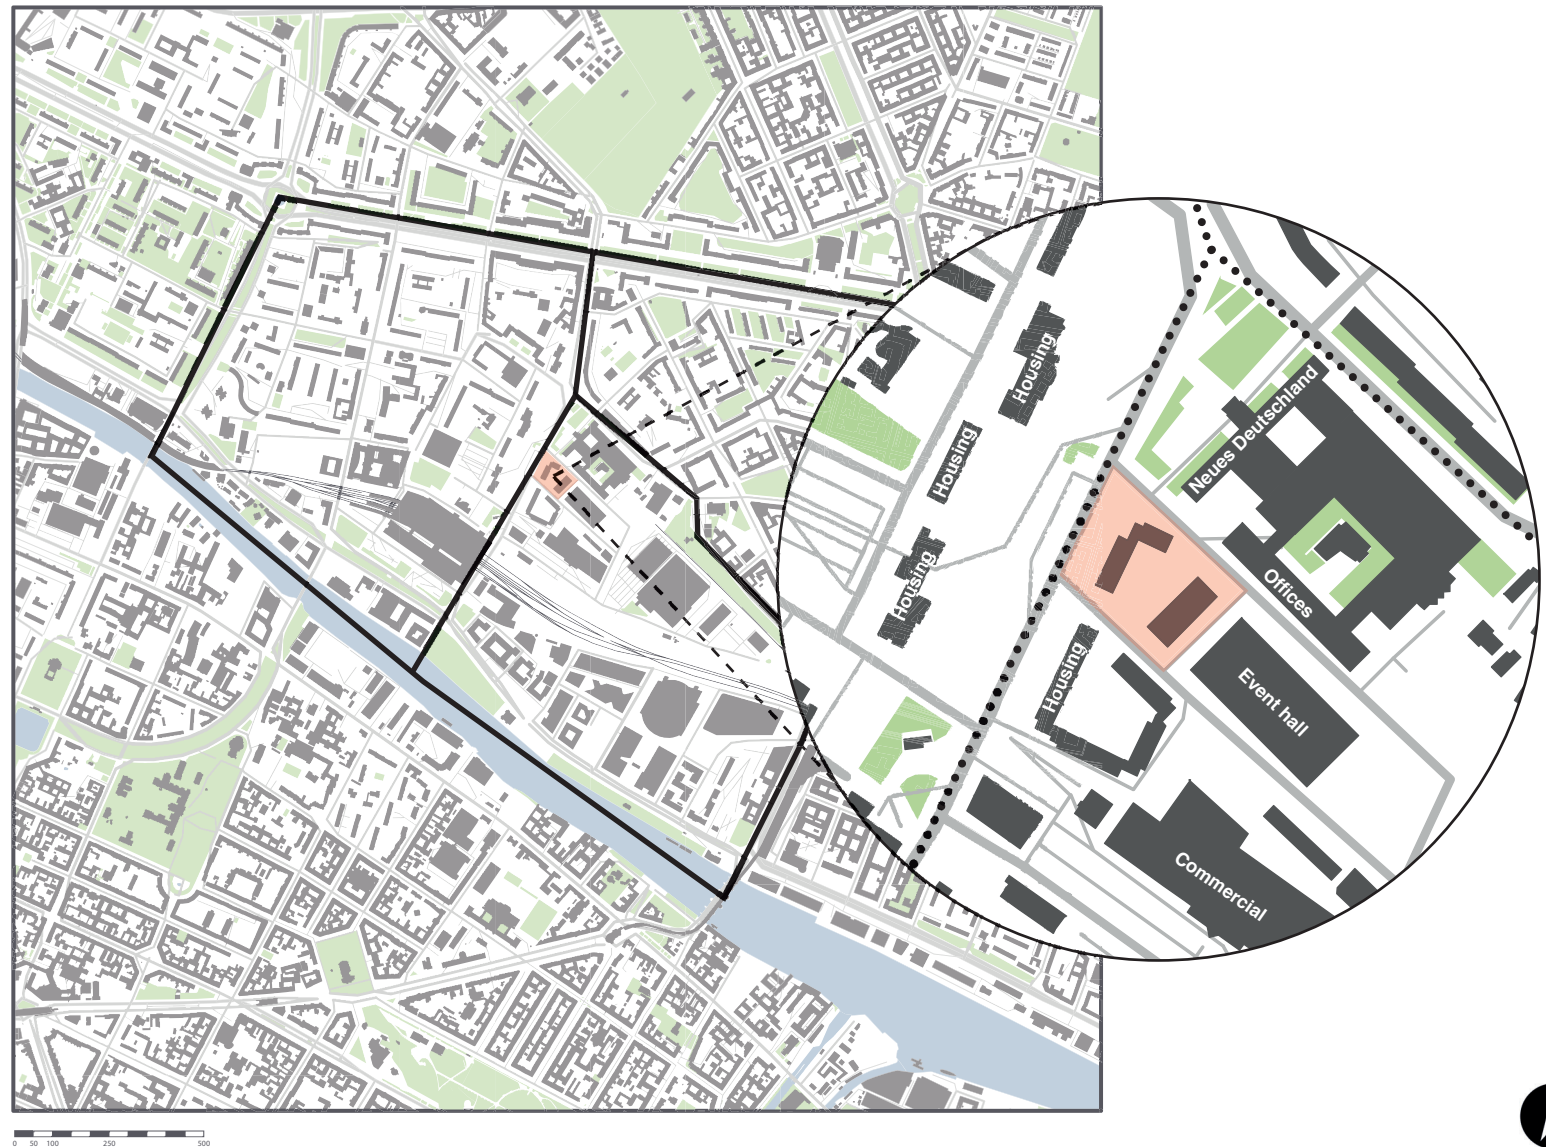 Housing
Housing
Neues Deutschland
Housing
Offices
Housing
Event hall
Commercial
0 50 100 250 500